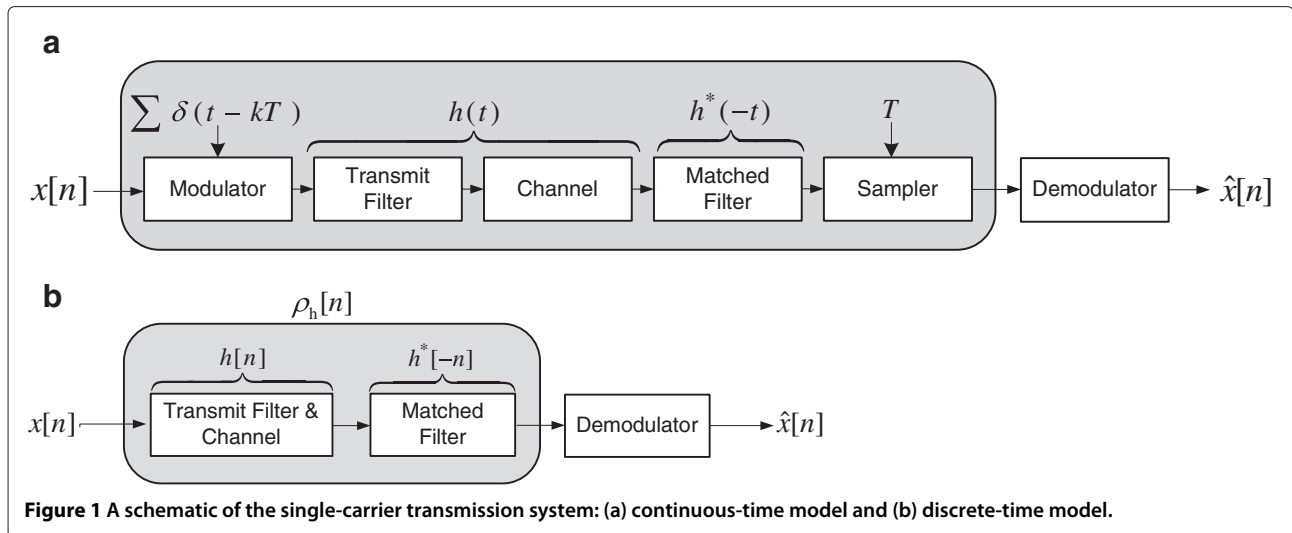 a
∑ δ(t − kT)
h(t)
h*(−t)
T
x[n]
Modulator
Transmit
Filter
Channel
Matched
Filter
Sampler
Demodulator
x̂[n]
b
ρh[n]
h[n]
h*[−n]
x[n]
Transmit Filter &
Channel
Matched
Filter
Demodulator
x̂[n]
Figure 1 A schematic of the single-carrier transmission system: (a) continuous-time model and (b) discrete-time model.